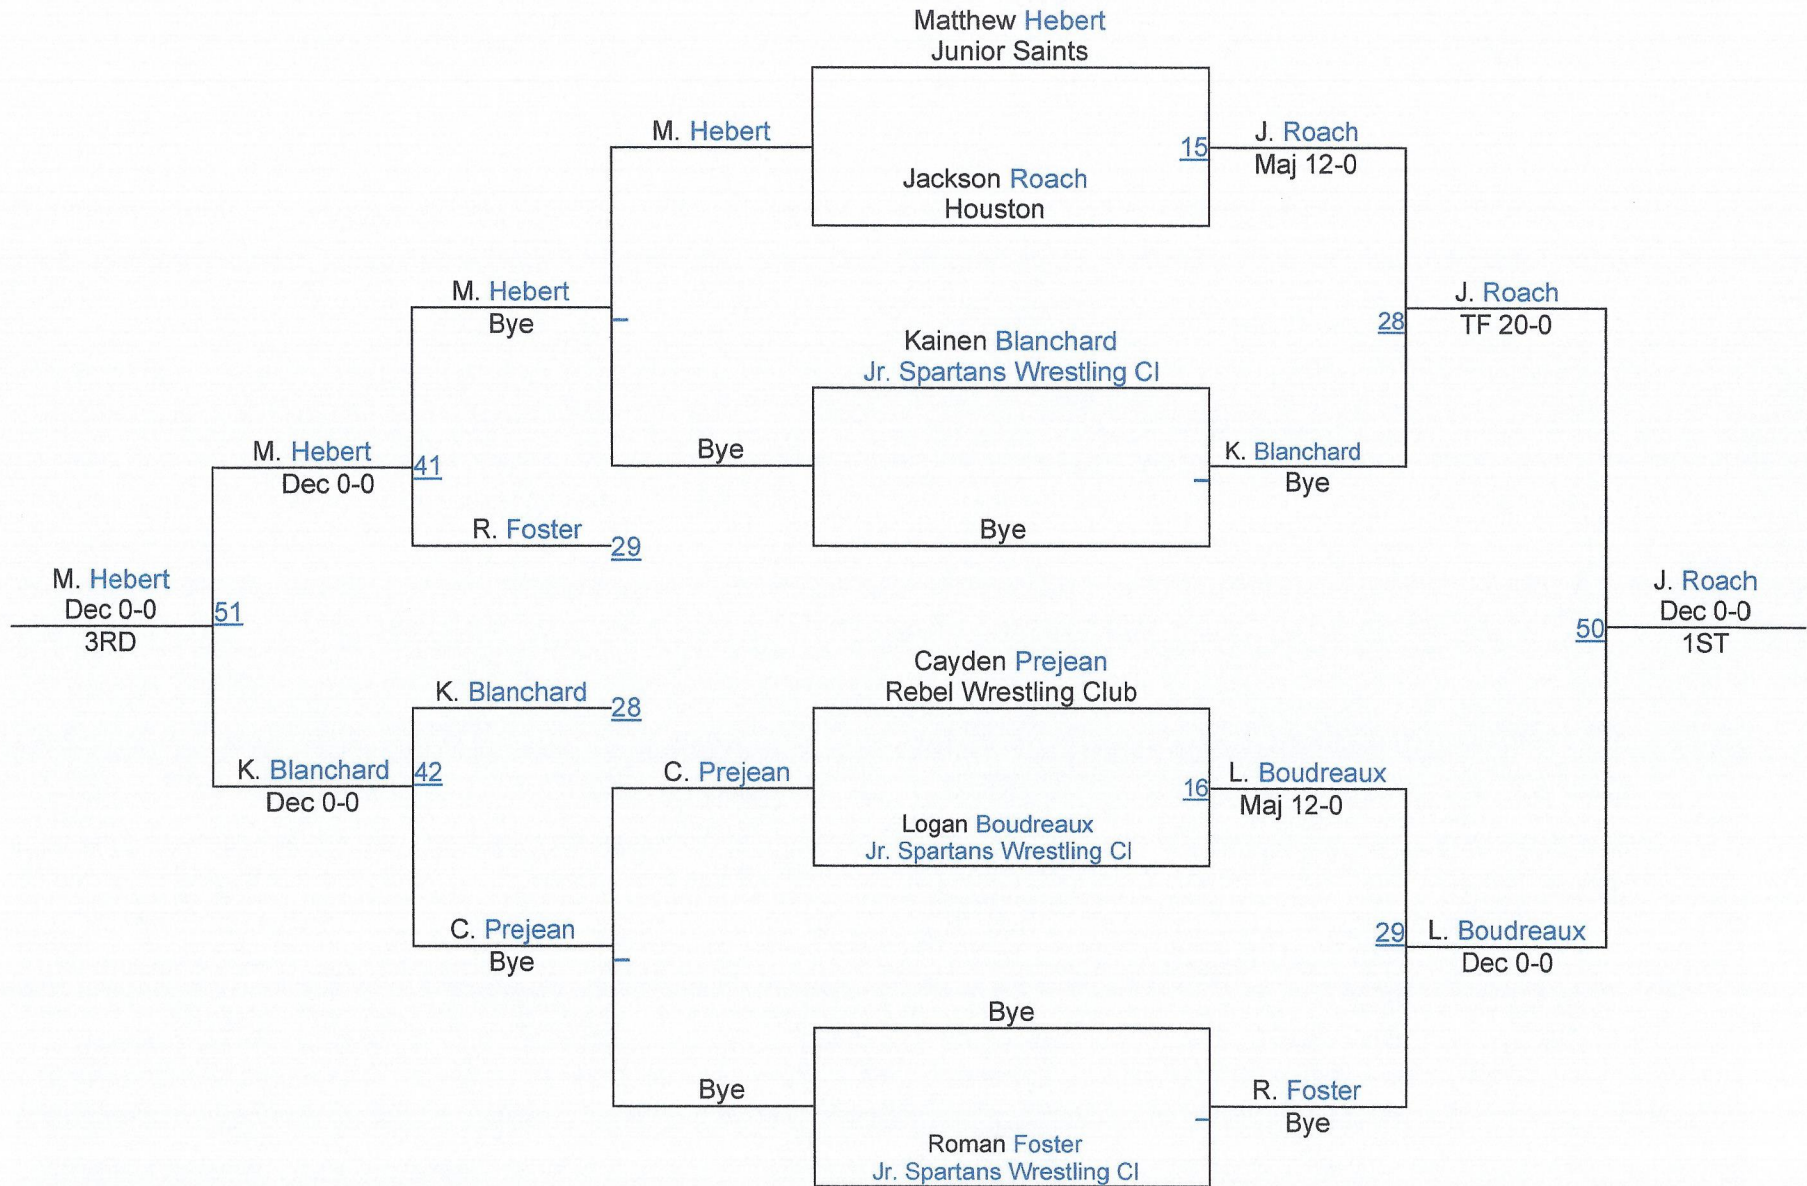 Matthew Hebert
Junior Saints
M. Hebert
15
J. Roach
Maj 12-0
Jackson Roach
Houston
M. Hebert
Bye
J. Roach
TF 20-0
28
Kainen Blanchard
Jr. Spartans Wrestling Cl
M. Hebert
Dec 0-0
41
Bye
K. Blanchard
Bye
R. Foster
29
Bye
M. Hebert
Dec 0-0
3RD
51
J. Roach
Dec 0-0
1ST
50
Cayden Prejean
Rebel Wrestling Club
K. Blanchard
28
K. Blanchard
Dec 0-0
42
C. Prejean
16
L. Boudreaux
Maj 12-0
Logan Boudreaux
Jr. Spartans Wrestling Cl
C. Prejean
Bye
29
L. Boudreaux
Dec 0-0
Bye
Bye
R. Foster
Bye
Roman Foster
Jr. Spartans Wrestling Cl